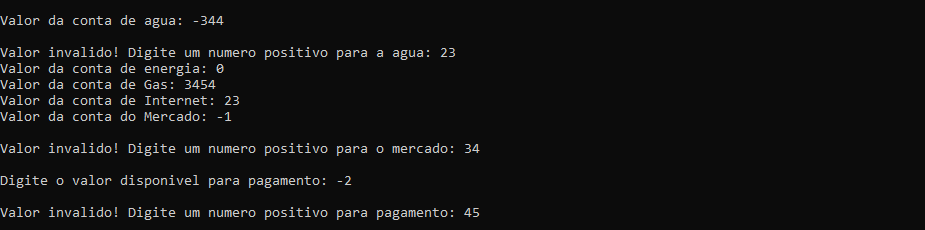 Valor da conta de agua: -344
Valor invalido! Digite um numero positivo para a agua: 23
Valor da conta de energia: 0
Valor da conta de Gas: 3454
Valor da conta de Internet: 23
Valor da conta do Mercado: -1
Valor invalido! Digite um numero positivo para o mercado: 34
Digite o valor disponivel para pagamento: -2
Valor invalido! Digite um numero positivo para pagamento: 45